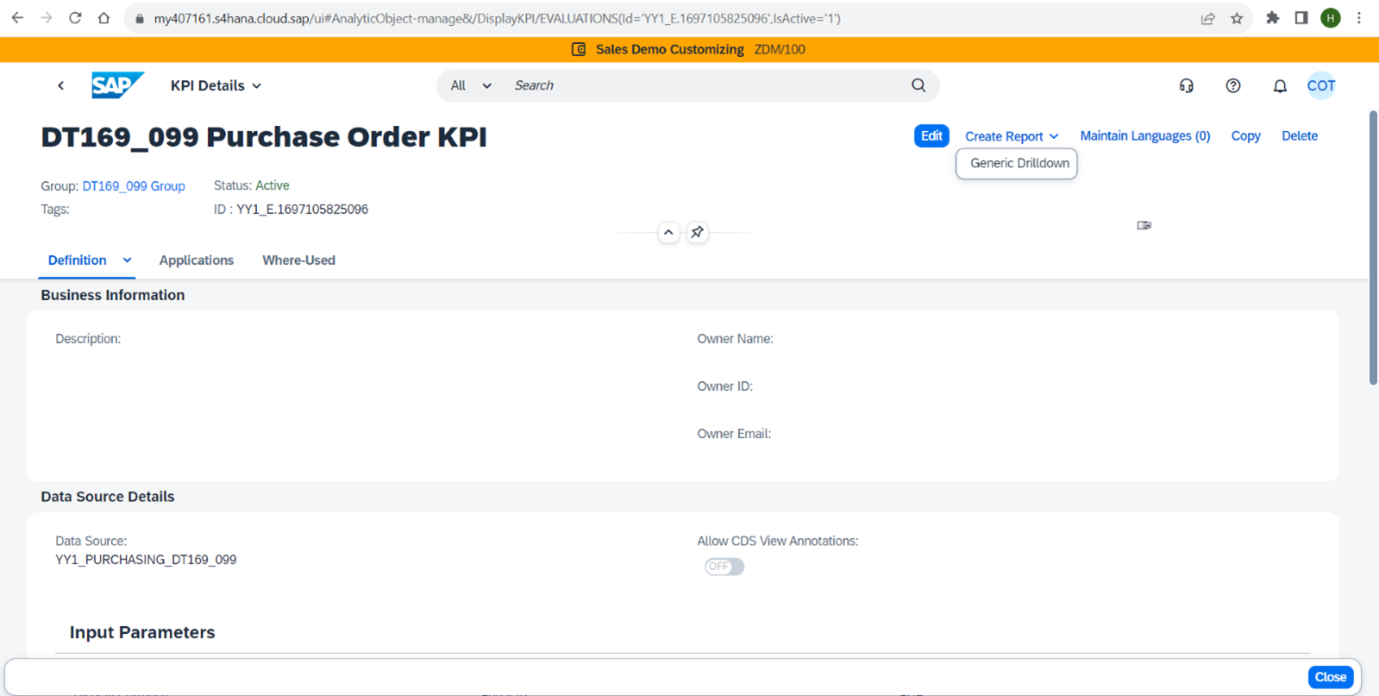 my407161.s4hana.cloud.sap/ui#AnalyticObject-manage&/DisplayKPI/EVALUATIONS(Id='YY1_E.1697105825096',IsActive='1')
H
Sales Demo Customizing ZDM/100
SAP KPI Details All Search COT
DT169_099 Purchase Order KPI
Edit Create Report Maintain Languages (0) Copy Delete
Generic Drilldown
Group: DT169_099 Group Status: Active
Tags: ID : YY1_E.1697105825096
Definition Applications Where-Used
Business Information
Description: Owner Name:
Owner ID:
Owner Email:
Data Source Details
Data Source: Allow CDS View Annotations:
YY1_PURCHASING_DT169_099
OFF
Input Parameters
Close